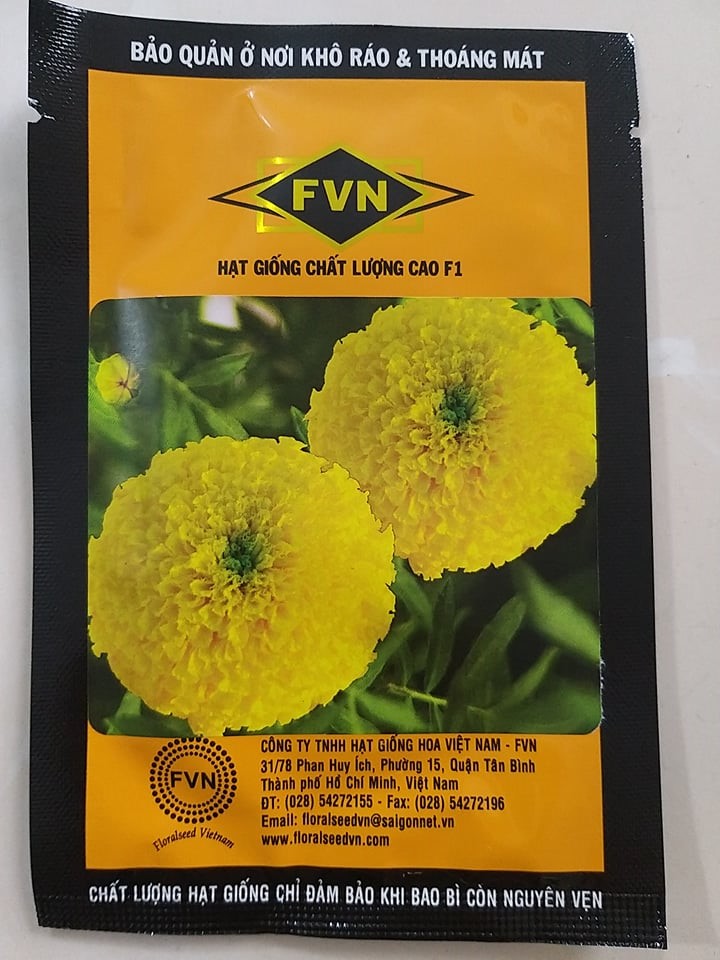 BẢO QUẢN Ở NƠI KHÔ RÁO & THOÁNG MÁT
FVN
HẠT GIỐNG CHẤT LƯỢNG CAO F1
FVN
Floralseed Vietnam
CÔNG TY TNHH HẠT GIỐNG HOA VIỆT NAM - FVN
31/78 Phan Huy Ích, Phường 15, Quận Tân Bình
Thành phố Hồ Chí Minh, Việt Nam
ĐT: (028) 54272155 - Fax: (028) 54272196
Email: floralseedvn@saigonnet.vn
www.floralseedvn.com
CHẤT LƯỢNG HẠT GIỐNG CHỈ ĐẢM BẢO KHI BAO BÌ CÒN NGUYÊN VẸN